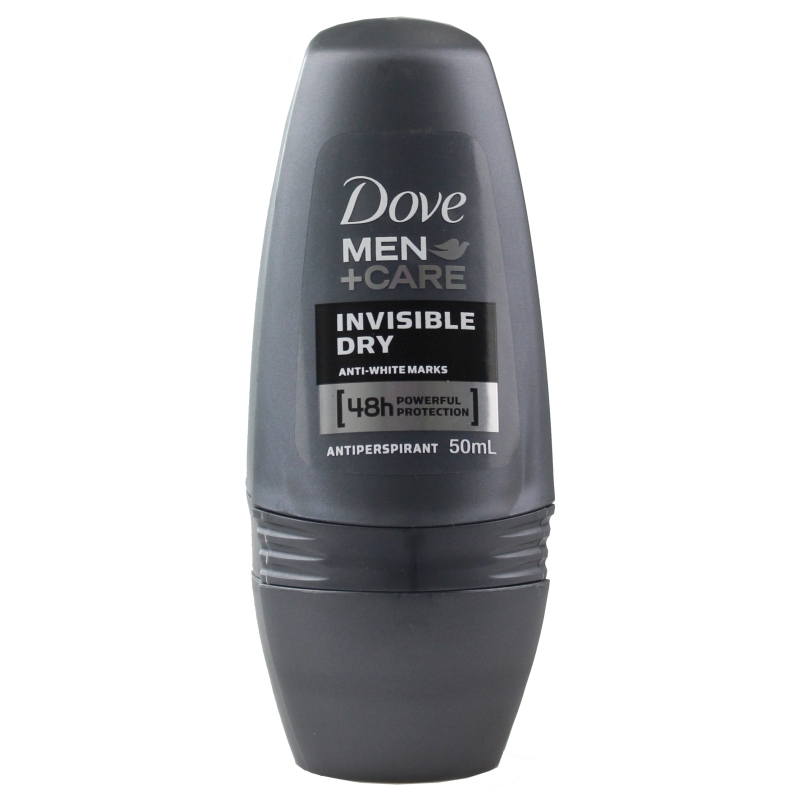 Dove
MEN
+CARE
INVISIBLE
DRY
ANTI-WHITE MARKS
[48h POWERFUL
PROTECTION]
ANTIPERSPIRANT 50mL